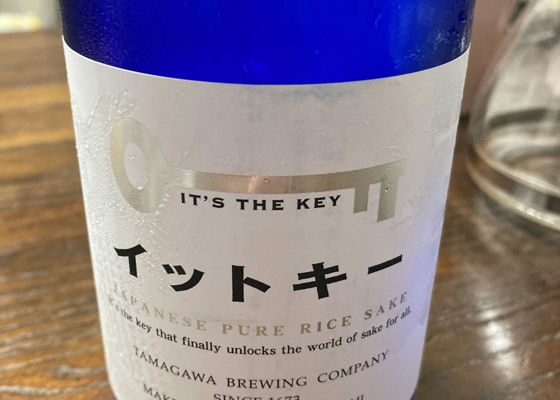 IT'S THE KEY
イットキー
JAPANESE PURE RICE SAKE
It's the key that finally unlocks the world of sake for all.
TAMAGAWA BREWING COMPANY
SINCE 1673